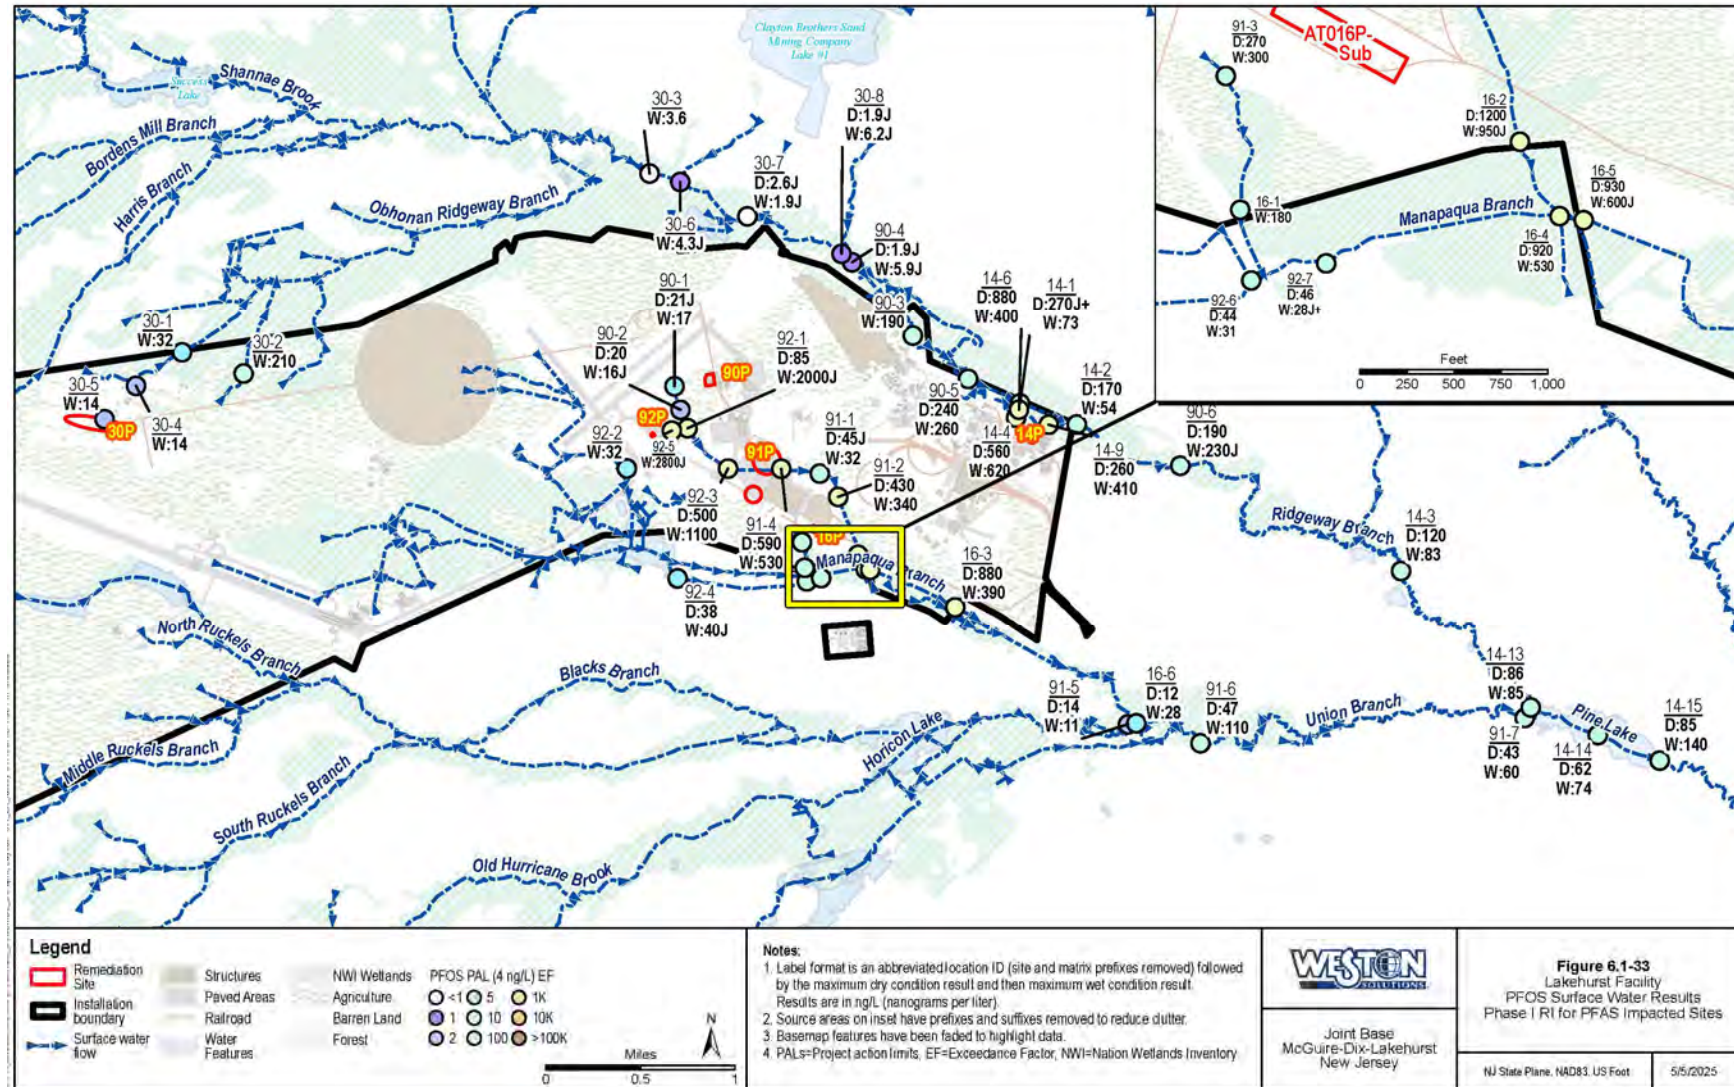 Clayton Brothers Sand
Mining Company
Lake #1
Success
Lake
Shannae Brook
Bordens Mill Branch
Harris Branch
Obhonan Ridgeway Branch
30-3
W:3.6
30-8
D:1.9J
W:6.2J
30-7
D:2.6J
W:1.9J
30-6
W:4.3J
90-4
D:1.9J
W:5.9J
90-1
D:21J
W:17
90-3
W:190
14-6
D:880
W:400
14-1
D:270J+
W:73
30-1
W:32
30-2
W:210
90-2
D:20
W:16J
92-1
D:85
W:2000J
90P
14-2
D:170
W:54
30-5
W:14
30P
30-4
W:14
92P
92-5
W:2800J
90-5
D:240
W:260
14P
14-4
D:560
W:620
92-2
W:32
91P
91-1
D:45J
W:32
91-2
D:430
W:340
14-9
D:260
W:410
90-6
D:190
W:230J
92-3
D:500
W:1100
91-4
D:590
W:530
16P
Manapaqua Branch
16-3
D:880
W:390
Ridgeway Branch
14-3
D:120
W:83
92-4
D:38
W:40J
North Ruckels Branch
Blacks Branch
Middle Ruckels Branch
South Ruckels Branch
Old Hurricane Brook
Horicon Lake
91-5
D:14
W:11
16-6
D:12
W:28
91-6
D:47
W:110
Union Branch
14-13
D:86
W:85
91-7
D:43
W:60
Pine Lake
14-14
D:62
W:74
14-15
D:85
W:140
91-3
D:270
W:300
AT016P-
Sub
16-2
D:1200
W:950J
16-5
D:930
W:600J
16-1
W:180
Manapaqua Branch
16-4
D:920
W:530
92-6
D:44
W:31
92-7
D:46
W:28J+
Feet
0 250 500 750 1,000
Legend
Remediation
Site
Installation
boundary
Surface water
flow
Structures
Paved Areas
Railroad
Water
Features
NWI Wetlands
Agriculture
Barren Land
Forest
PFOS PAL (4 ng/L) EF
<1 5 1K
1 10 10K
2 100 >100K
N
Miles
0 0.5 1
Notes:
1. Label format is an abbreviated location ID (site and matrix prefixes removed) followed
by the maximum dry condition result and then maximum wet condition result.
Results are in ng/L (nanograms per liter).
2. Source areas on inset have prefixes and suffixes removed to reduce clutter.
3. Basemap features have been faded to highlight data.
4. PALs=Project action limits, EF=Exceedance Factor, NWI=Nation Wetlands Inventory
WESTON
SOLUTIONS
Joint Base
McGuire-Dix-Lakehurst
New Jersey
Figure 6.1-33
Lakehurst Facility
PFOS Surface Water Results
Phase I RI for PFAS Impacted Sites
NJ State Plane, NAD83, US Foot
5/5/2025